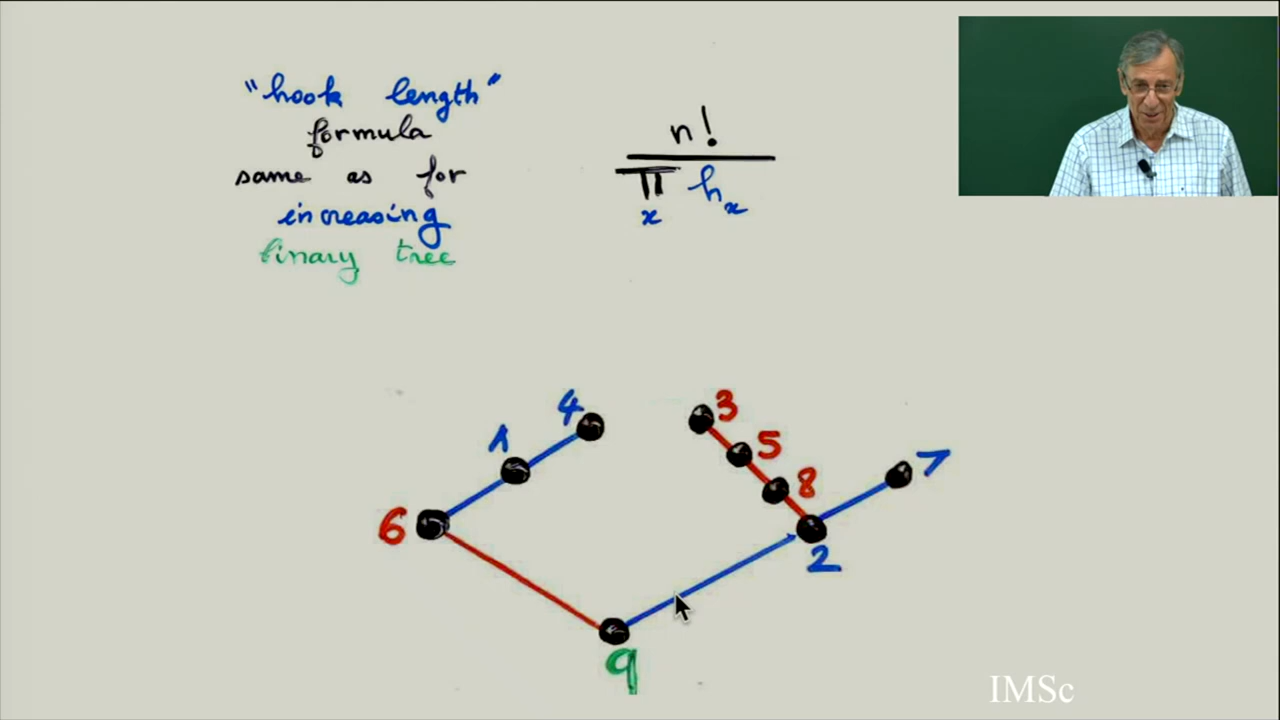 "hook length"
formula
same as for
increasing
binary tree
n!
π hx
x
4
3
1
5
8
7
6
2
9
IMSc